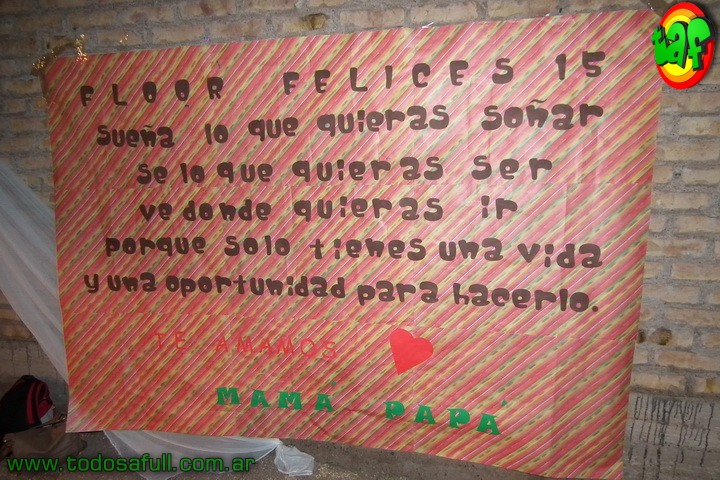 taf
FLOOR FELICES 15
Sueña lo que quieras soñar
se lo que quieras ser
ve donde quieras ir
porque solo tienes una vida
y una oportunidad para hacerlo.
TE AMAMOS
MAMÁ PAPÁ
www.todosafull.com.ar